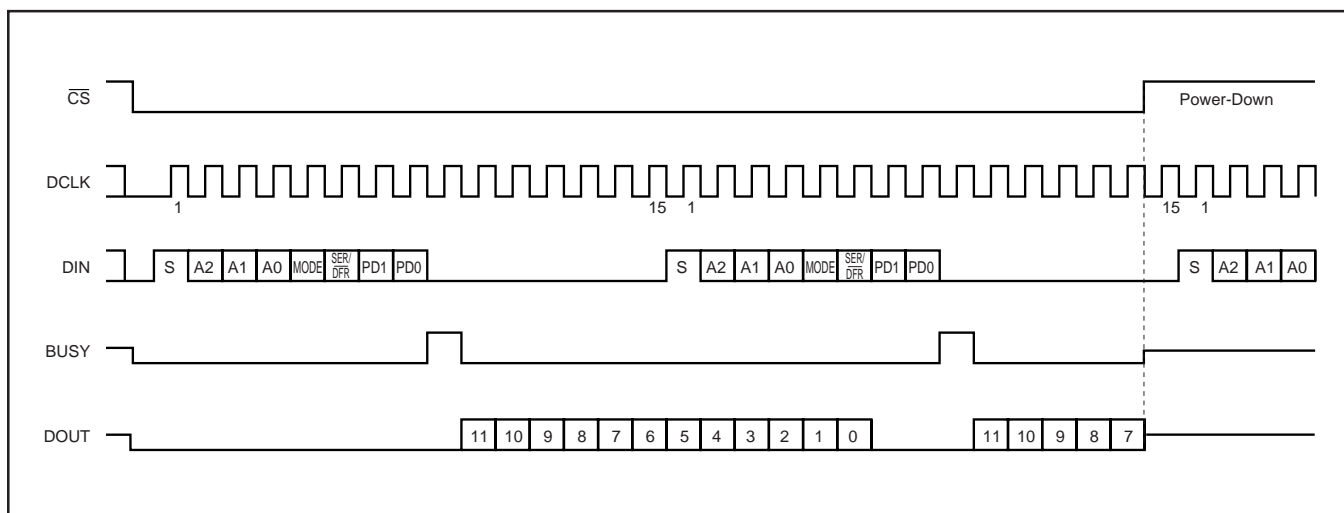 CS
Power-Down
DCLK
1 15 1 15 1
DIN
S A2 A1 A0 MODE SER/DFR PD1 PD0 S A2 A1 A0 MODE SER/DFR PD1 PD0 S A2 A1 A0
BUSY
DOUT
11 10 9 8 7 6 5 4 3 2 1 0 11 10 9 8 7